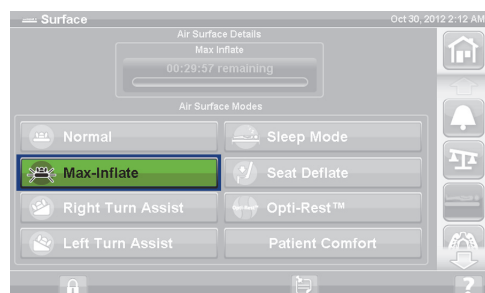 Surface
Oct 30, 2012 2:12 AM
Air Surface Details
Max Inflate
00:29:57 remaining
Air Surface Modes
Normal
Sleep Mode
Max-Inflate
Seat Deflate
Right Turn Assist
Opti-Rest™
Left Turn Assist
Patient Comfort
?